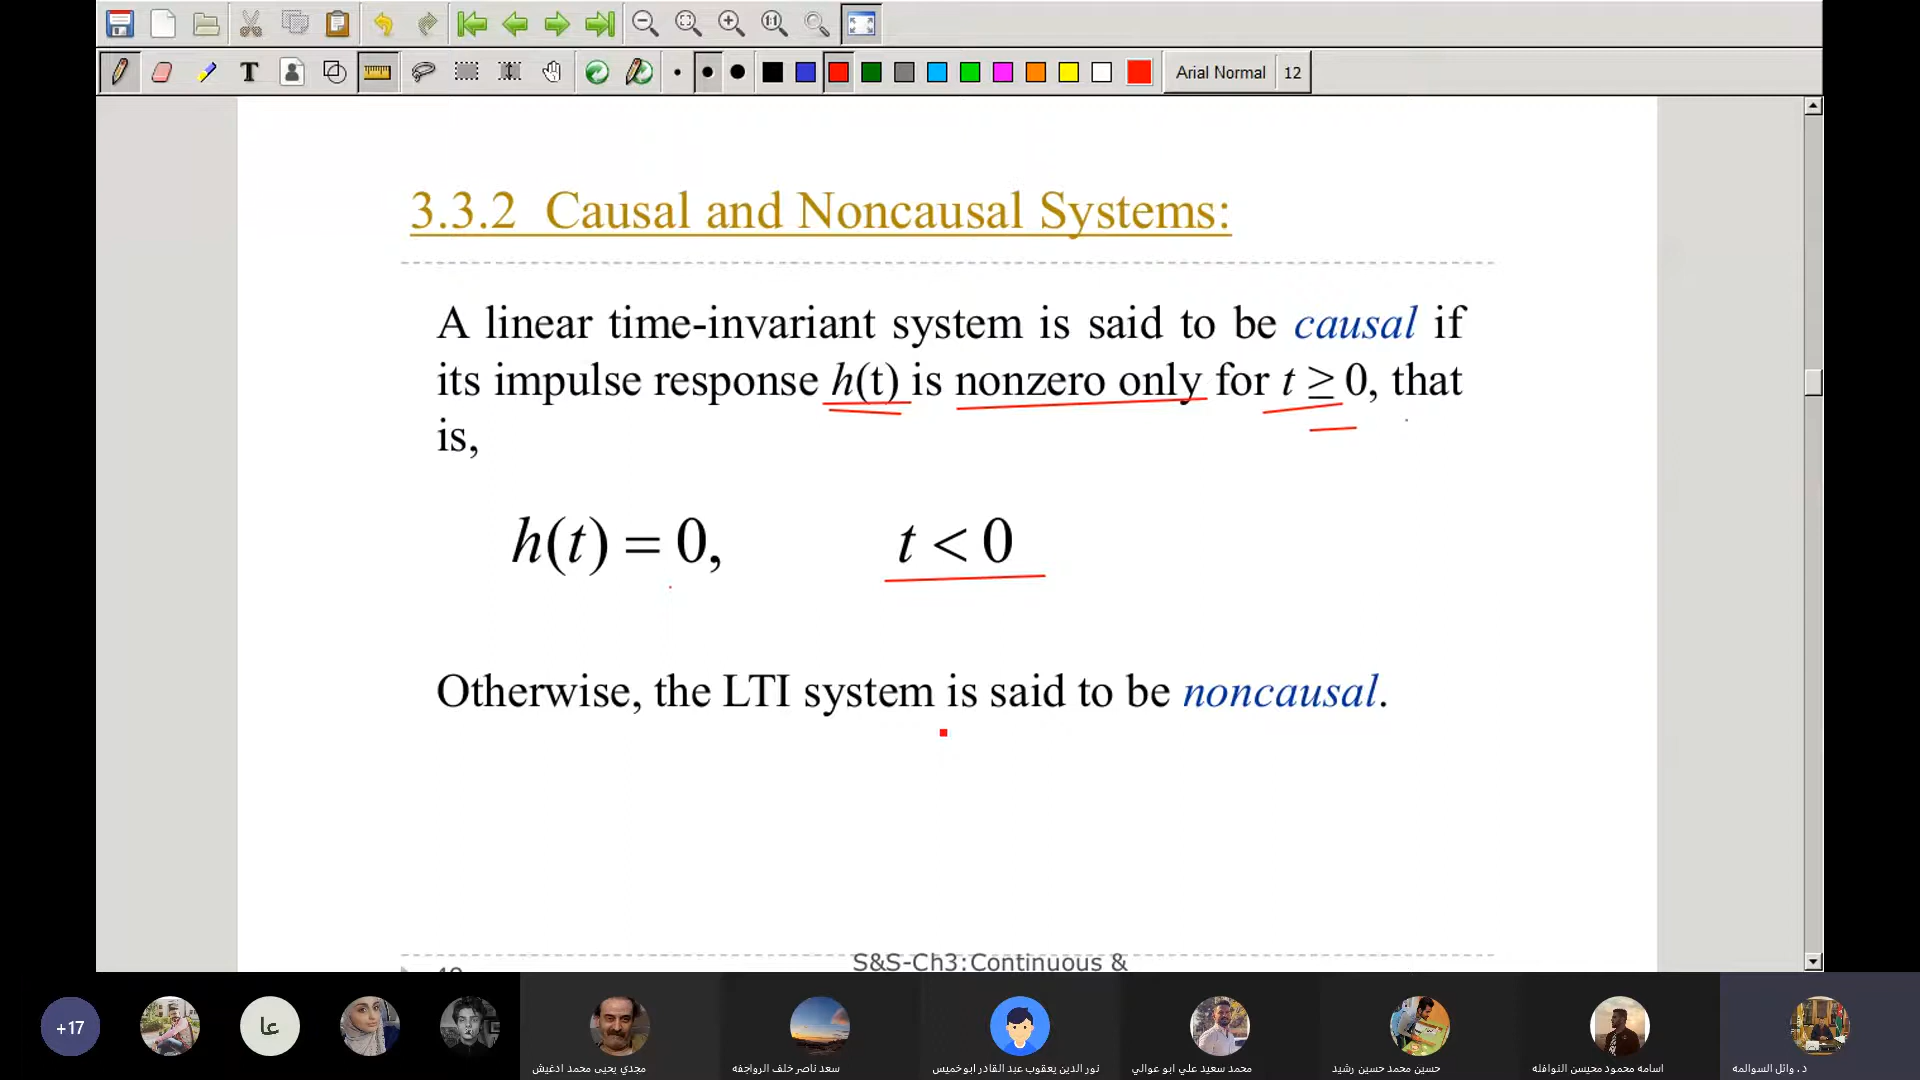 Arial Normal 12
3.3.2 Causal and Noncausal Systems:
A linear time-invariant system is said to be causal if
its impulse response h(t) is nonzero only for t ≥ 0, that
is,
h(t) = 0, t < 0
Otherwise, the LTI system is said to be noncausal.
S&S-Ch3:Continuous &
+17
عا
مجدي يحيى محمد ادغيش
سعد ناصر خلف الرواجفه
نور الدين يعقوب عبد القادر ابوخميس
محمد سعيد علي ابو عوالي
حسين محمد حسين رشيد
اسامه محمود محيسن النوافله
د. وائل السوالمه